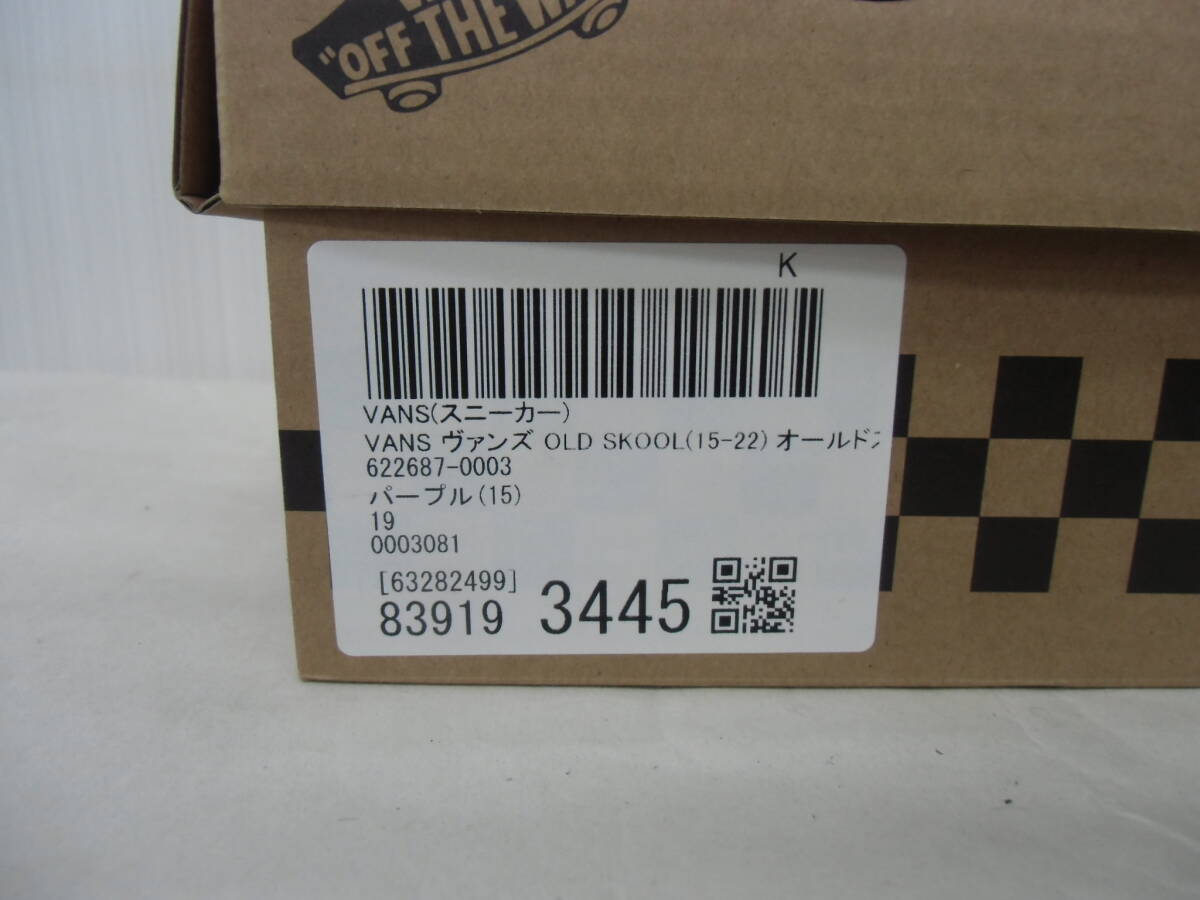 "OFF THE WA
K
VANS(スニーカー)
VANS ヴァンズ OLD SKOOL(15-22) オールドス
622687-0003
パープル(15)
19
0003081
[63282499]
83919 3445